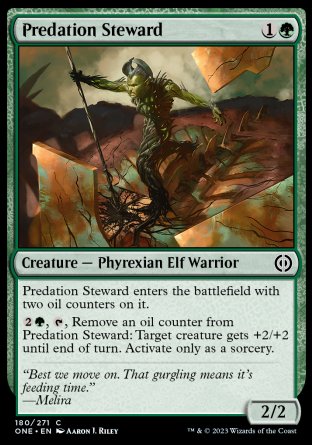 Predation Steward 1
Creature — Phyrexian Elf Warrior
Predation Steward enters the battlefield with
two oil counters on it.
2, , Remove an oil counter from
Predation Steward: Target creature gets +2/+2
until end of turn. Activate only as a sorcery.
"Best we move on. That gurgling means it's
feeding time."
—Melira
2/2
180/271 C
ONE • EN AARON J. RILEY
™ & © 2023 Wizards of the Coast